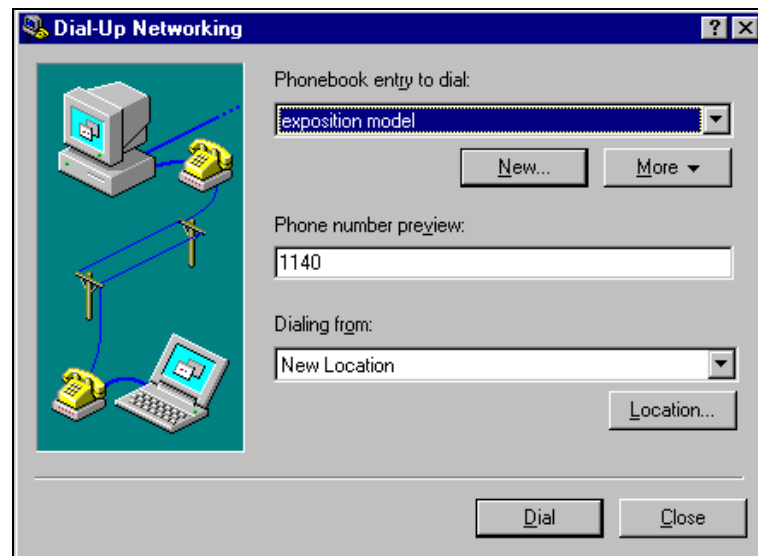 Dial-Up Networking
Phonebook entry to dial:
exposition model
New... More
Phone number preview:
1140
Dialing from:
New Location
Location...
Dial Close